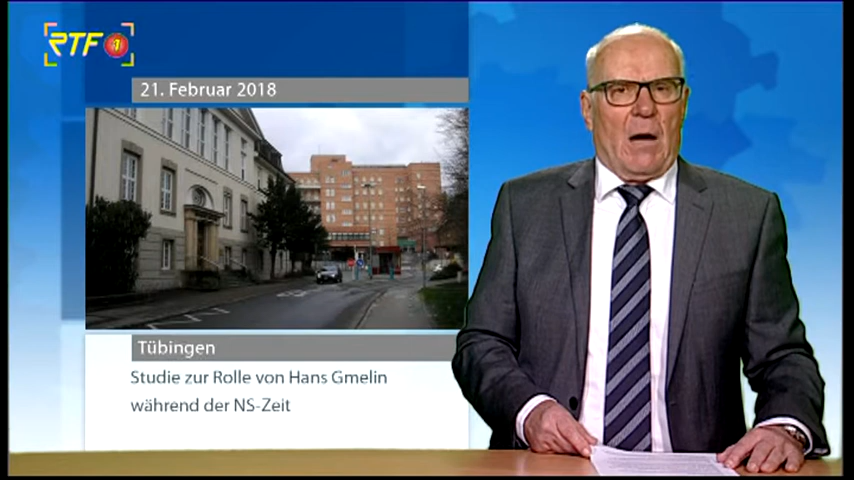 RTF 1
21. Februar 2018
Tübingen
Studie zur Rolle von Hans Gmelin
während der NS-Zeit